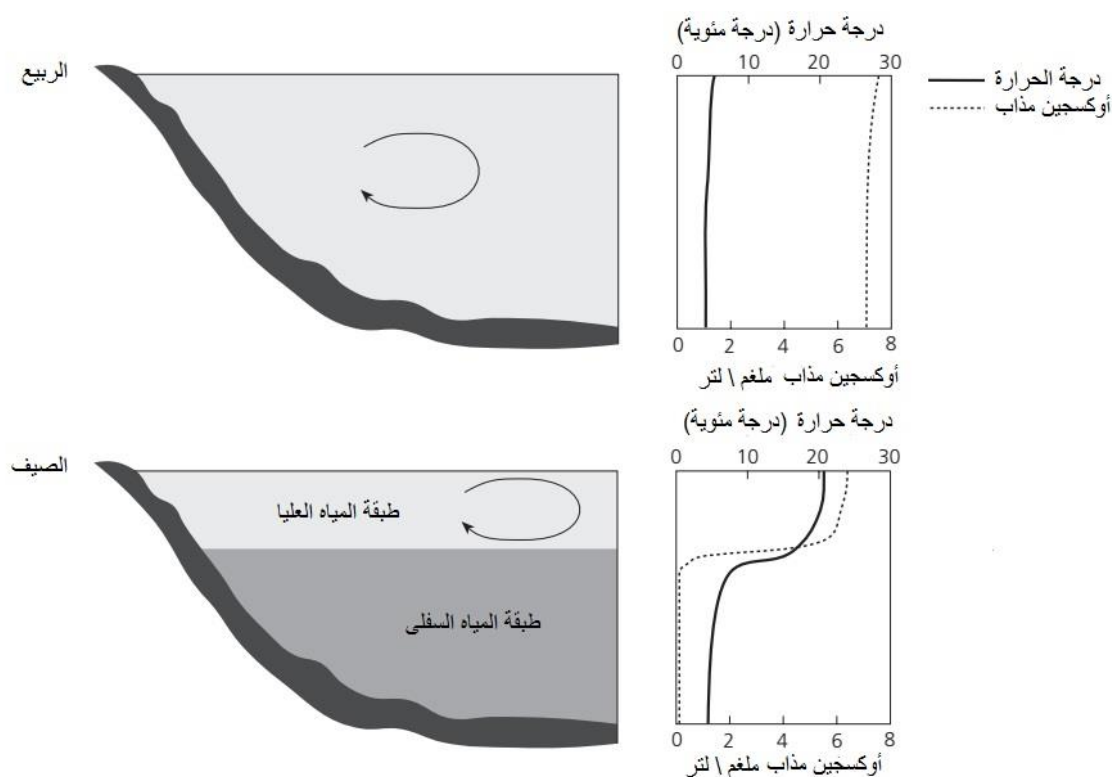 الربيع
درجة حرارة (درجة مئوية)
0 10 20 30
درجة الحرارة
أوكسجين مذاب
0 2 4 6 8
أوكسجين مذاب ملغم \ لتر
الصيف
درجة حرارة (درجة مئوية)
0 10 20 30
طبقة المياه العليا
طبقة المياه السفلى
0 2 4 6 8
أوكسجين مذاب ملغم \ لتر